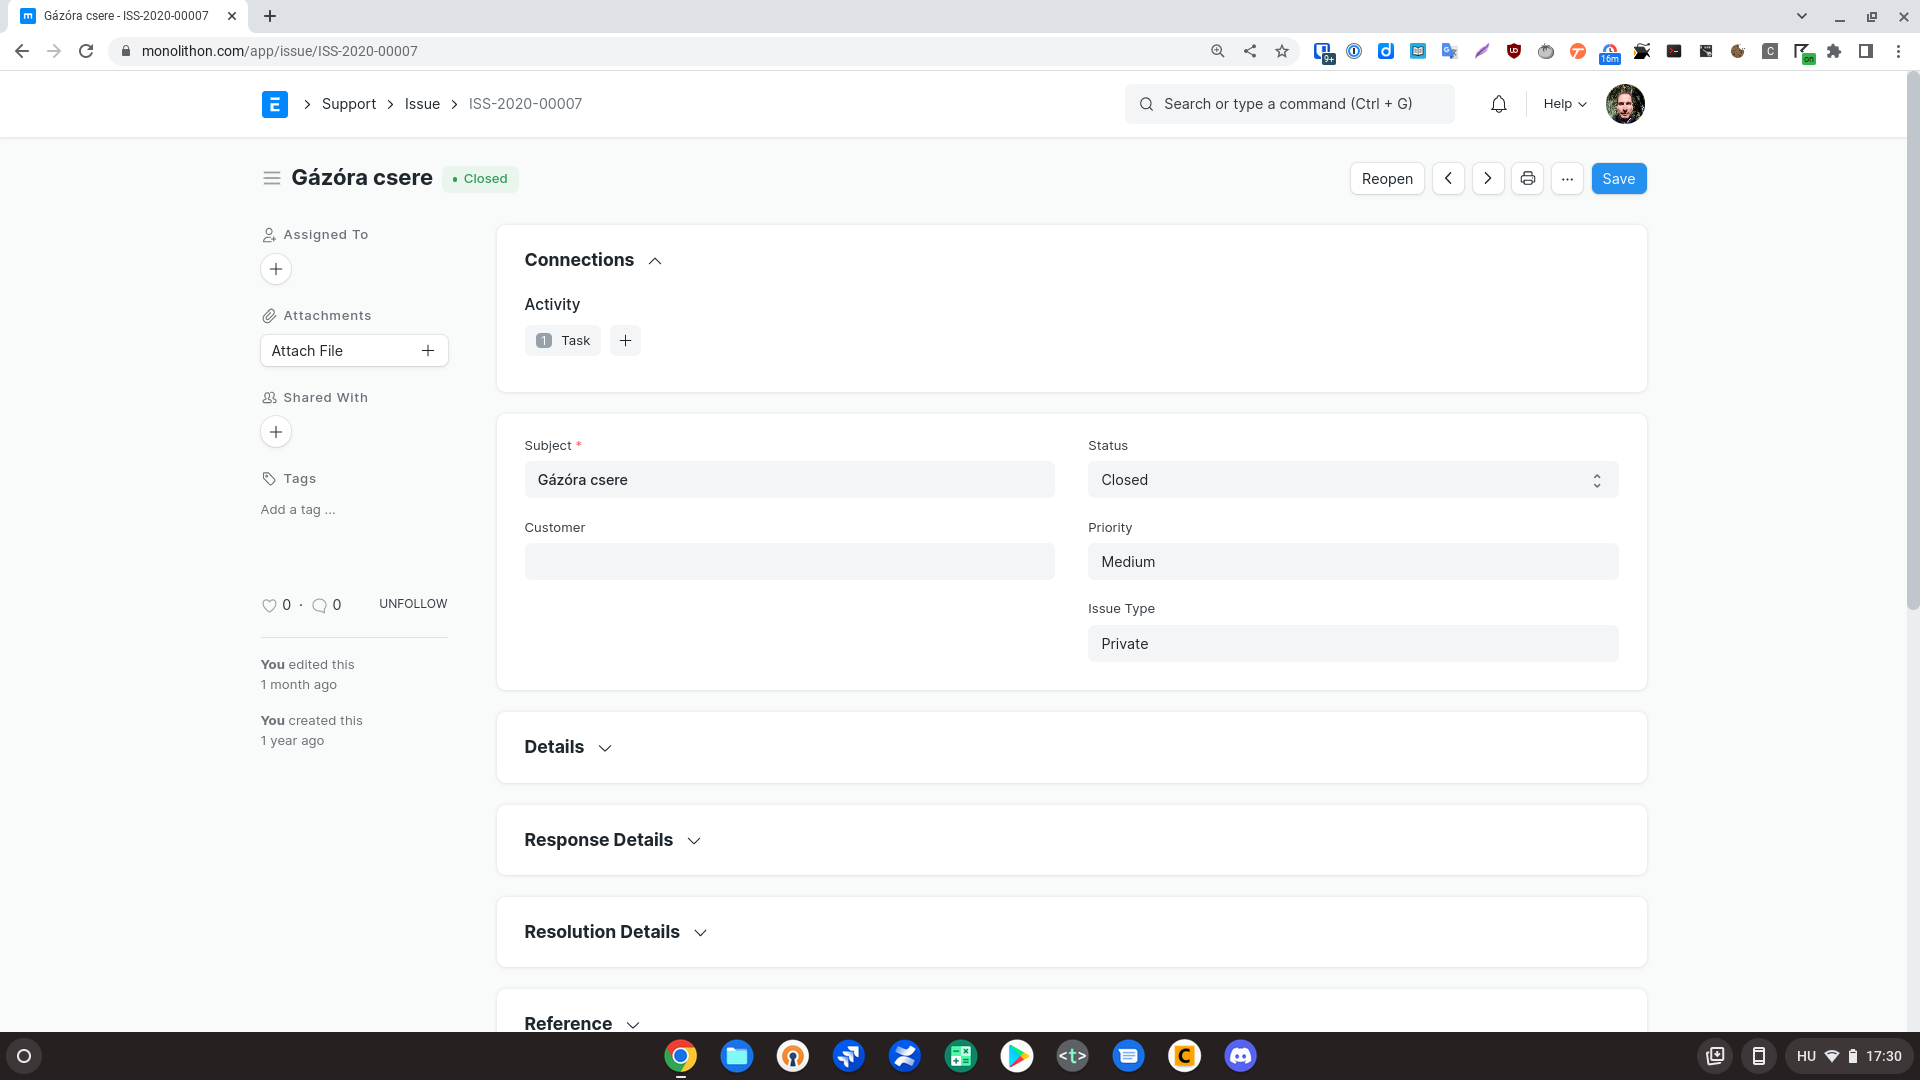 Gázóra csere - ISS-2020-00007
monolithon.com/app/issue/ISS-2020-00007
9+
16m
on
Support
Issue
ISS-2020-00007
Search or type a command (Ctrl + G)
Help
Gázóra csere
Closed
Reopen
Save
Assigned To
Attachments
Attach File
Shared With
Tags
Add a tag ...
0 · 0
UNFOLLOW
You edited this
1 month ago
You created this
1 year ago
Connections
Activity
1 Task
Subject *
Gázóra csere
Customer
Status
Closed
Priority
Medium
Issue Type
Private
Details
Response Details
Resolution Details
Reference
HU
17:30